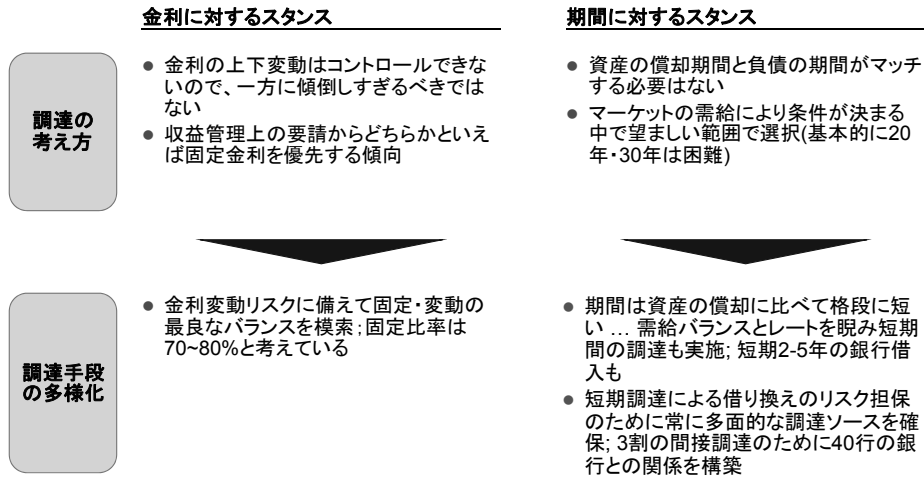 金利に対するスタンス
期間に対するスタンス
調達の
考え方
● 金利の上下変動はコントロールできな
いので、一方に傾倒しすぎるべきでは
ない
● 収益管理上の要請からどちらかといえ
ば固定金利を優先する傾向
● 資産の償却期間と負債の期間がマッチ
する必要はない
● マーケットの需給により条件が決まる
中で望ましい範囲で選択(基本的に20
年・30年は困難)
調達手段
の多様化
● 金利変動リスクに備えて固定・変動の
最良なバランスを模索;固定比率は
70~80%と考えている
● 期間は資産の償却に比べて格段に短
い … 需給バランスとレートを睨み短期
間の調達も実施; 短期2-5年の銀行借
入も
● 短期調達による借り換えのリスク担保
のために常に多面的な調達ソースを確
保; 3割の間接調達のために40行の銀
行との関係を構築